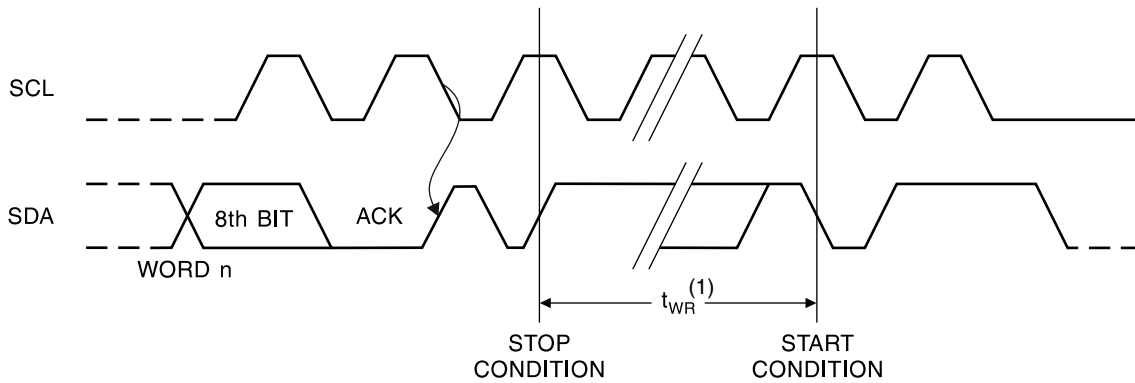 SCL
SDA
8th BIT
ACK
WORD n
tWR(1)
STOP
CONDITION
START
CONDITION